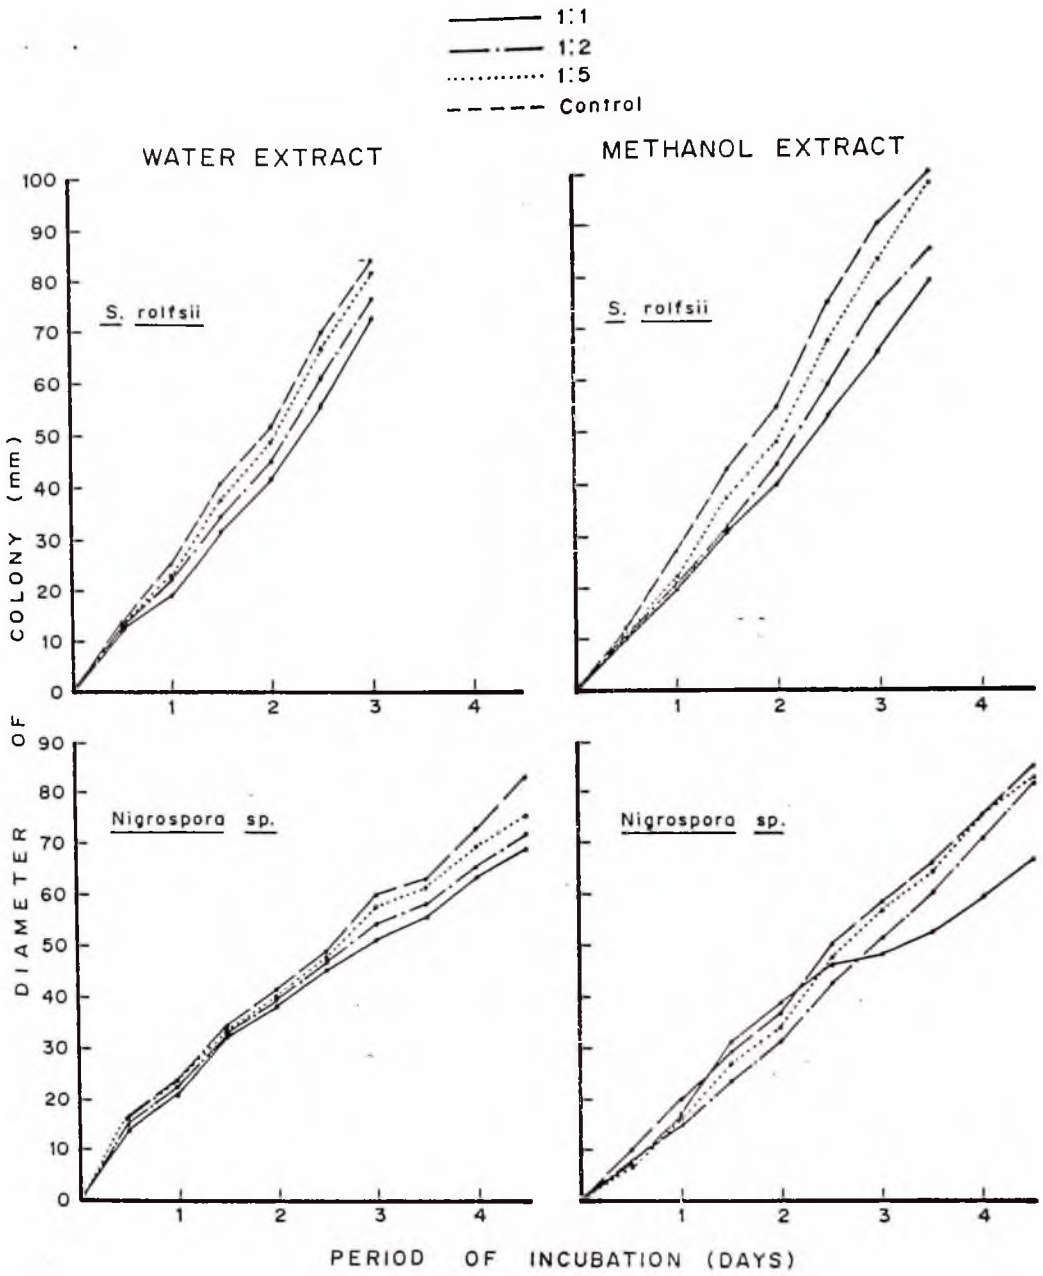 1:1
1:2
1:5
Control
WATER EXTRACT
METHANOL EXTRACT
100
90
80
70
60
50
40
30
20
10
0
S. rolfsii
1 2 3 4
S. rolfsii
1 2 3 4
90
80
70
60
50
40
30
20
10
0
Nigrospora sp.
1 2 3 4
Nigrospora sp.
1 2 3 4
DIAMETER OF COLONY (mm)
PERIOD OF INCUBATION (DAYS)